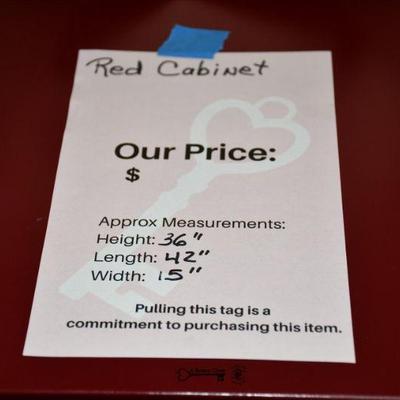 Red Cabinet
Our Price:
$
Approx Measurements:
Height: 36"
Length: 42"
Width: 15"
Pulling this tag is a
commitment to purchasing this item.